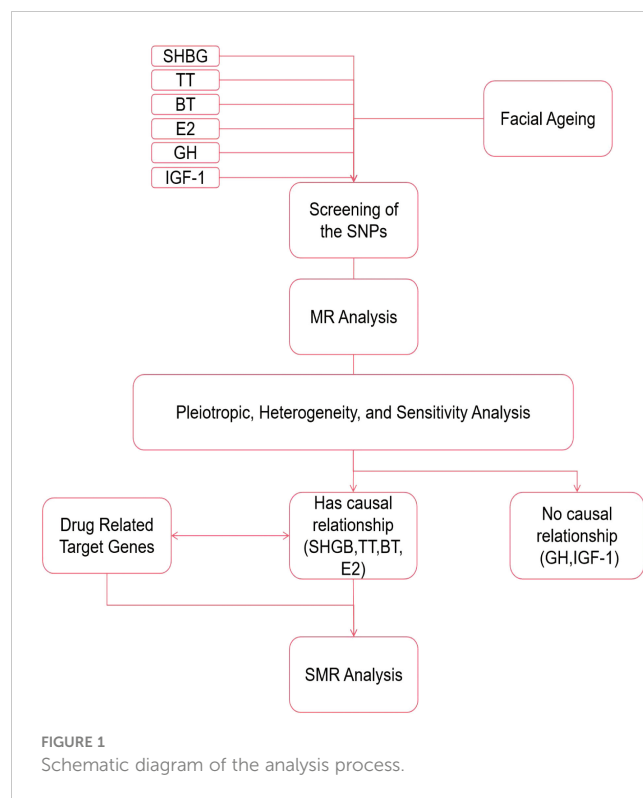 SHBG
TT
BT
E2
GH
IGF-1
Facial Ageing
Screening of
the SNPs
MR Analysis
Pleiotropic, Heterogeneity, and Sensitivity Analysis
Drug Related
Target Genes
Has causal
relationship
(SHGB,TT,BT,
E2)
No causal
relationship
(GH,IGF-1)
SMR Analysis
FIGURE 1
Schematic diagram of the analysis process.